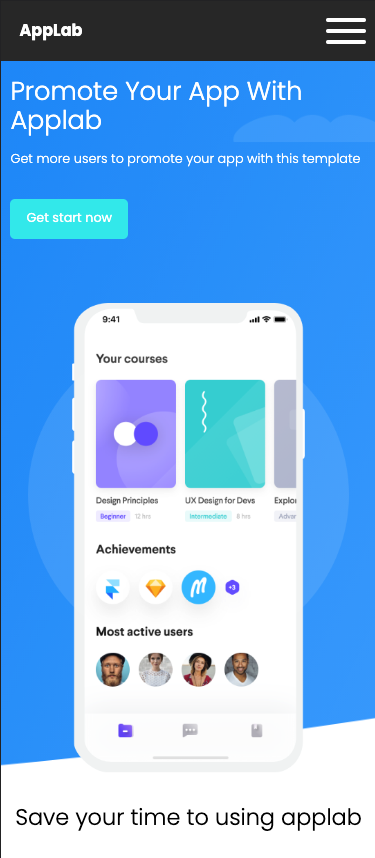 AppLab
Promote Your App With
Applab
Get more users to promote your app with this template
Get start now
9:41
Your courses
Design Principles
UX Design for Devs
Explor
Beginner 12 hrs
Intermediate 8 hrs
Advan
Achievements
+3
Most active users
Save your time to using applab